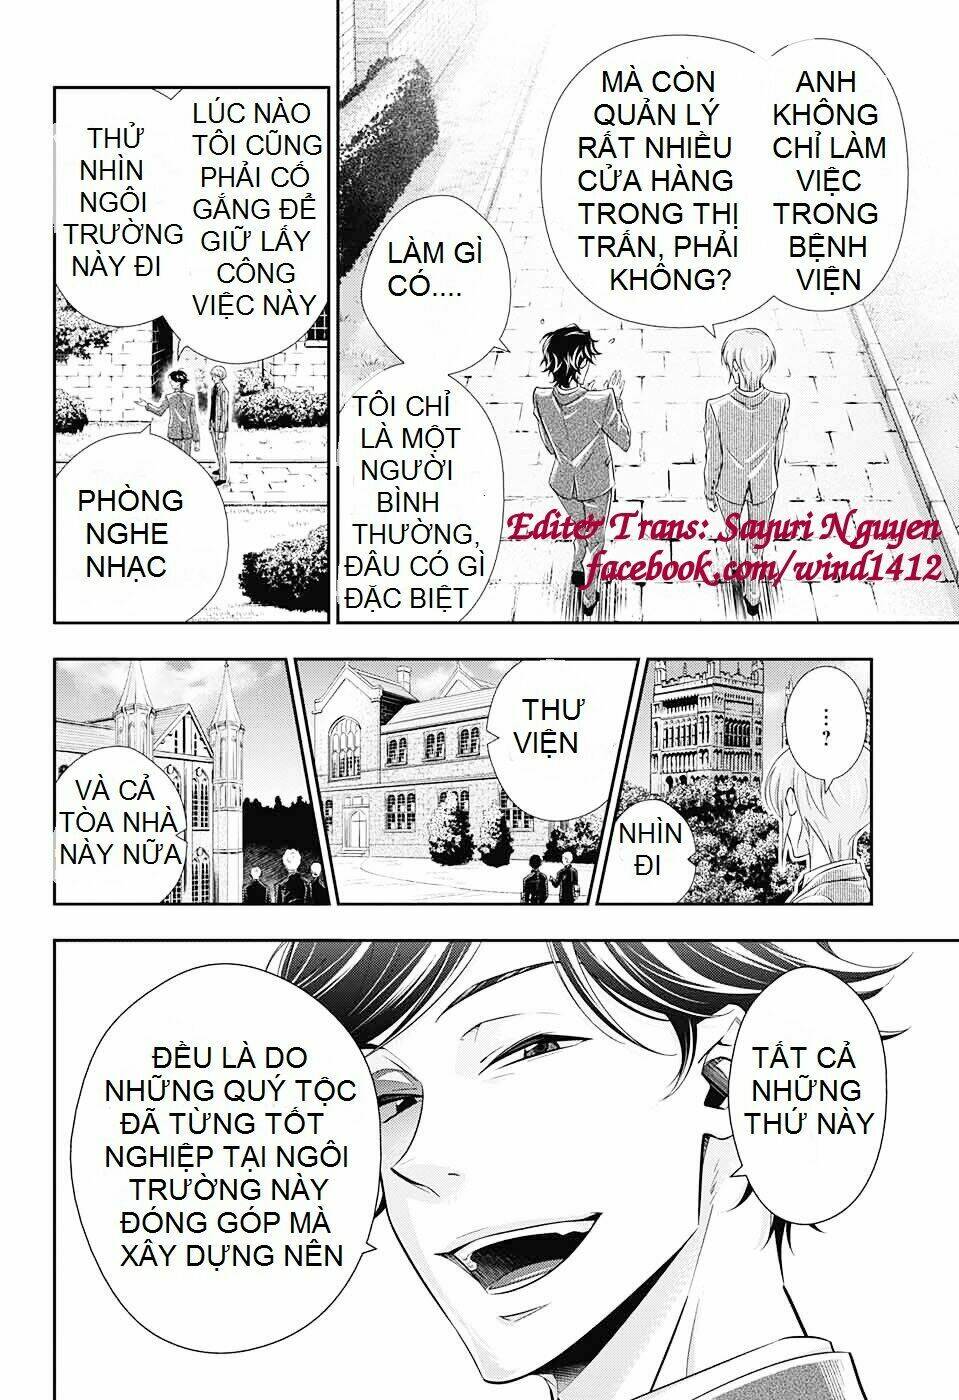 ANH
KHÔNG
CHỈ LÀM
VIỆC
TRONG
BỆNH
VIỆN
MÀ CÒN
QUẢN LÝ
RẤT NHIỀU
CỬA HÀNG
TRONG THỊ
TRẤN, PHẢI
KHÔNG?
LÀM GÌ
CÓ....
TÔI CHỈ
LÀ MỘT
NGƯỜI
BÌNH
THƯỜNG,
ĐÂU CÓ GÌ
ĐẶC BIỆT
Editer Trans: Sayuri Nguyen
facebook.com/wind1412
LÚC NÀO
TÔI CŨNG
PHẢI CỐ
GẮNG ĐỂ
GIỮ LẤY
CÔNG
VIỆC NÀY
THỬ
NHÌN
NGÔI
TRƯỜNG
NÀY ĐI
PHÒNG
NGHE
NHẠC
...?
NHÌN
ĐI
THƯ
VIỆN
VÀ CẢ
TÒA NHÀ
NÀY NỮA
TẤT CẢ
NHỮNG
THỨ NÀY
ĐỀU LÀ DO
NHỮNG QUÝ TỘC
ĐÃ TỪNG TỐT
NGHIỆP TẠI NGÔI
TRƯỜNG NÀY
ĐÓNG GÓP MÀ
XÂY DỰNG NÊN